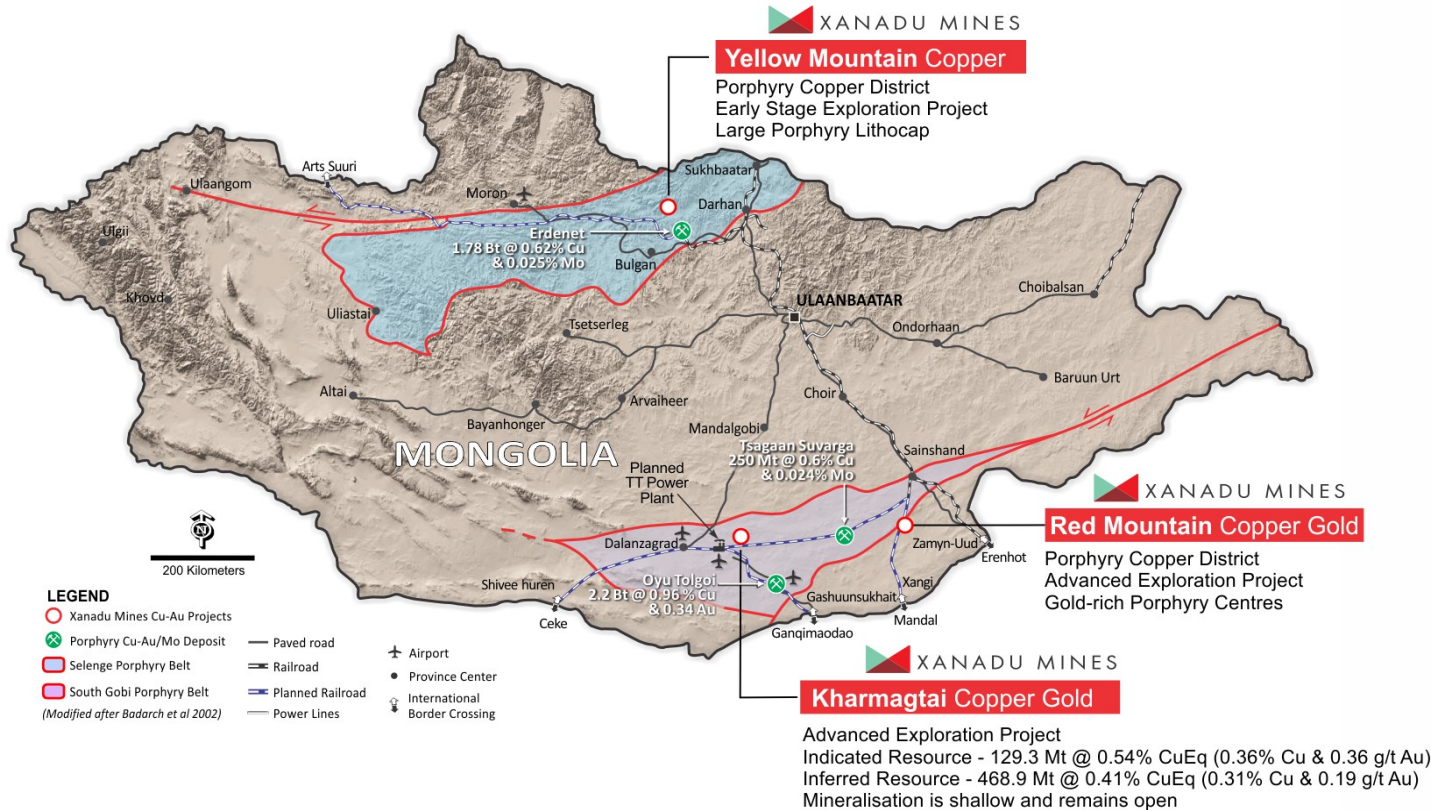 XANADU MINES
Yellow Mountain Copper
Porphyry Copper District
Early Stage Exploration Project
Large Porphyry Lithocap
Arts Suuri
Ulaangom
Moron
Sukhbaatar
Darhan
Ulgii
Erdenet
1.78 Bt @ 0.62% Cu
& 0.025% Mo
Bulgan
Khovd
Uliastai
ULAANBAATAR
Choibalsan
Tsetserleg
Ondorhaan
Baruun Urt
Altai
Arvaiheer
Bayanhonger
Choir
Mandalgobi
MONGOLIA
Tsagaan Suvarga
250 Mt @ 0.6% Cu
& 0.024% Mo
Sainshand
Planned
TT Power
Plant
XANADU MINES
Red Mountain Copper Gold
Porphyry Copper District
Advanced Exploration Project
Gold-rich Porphyry Centres
N
200 Kilometers
Dalanzagrad
Zamyn-Uud
Erenhot
Shivee huren
Oyu Tolgoi
2.2 Bt @ 0.96 % Cu
& 0.34 Au
Gashuunsukhait
Xangi
Ceke
Ganqimaodao
Mandal
LEGEND
Xanadu Mines Cu-Au Projects
Porphyry Cu-Au/Mo Deposit
Selenge Porphyry Belt
South Gobi Porphyry Belt
(Modified after Badarch et al 2002)
Paved road
Railroad
Planned Railroad
Power Lines
Airport
Province Center
International
Border Crossing
XANADU MINES
Kharmagtai Copper Gold
Advanced Exploration Project
Indicated Resource - 129.3 Mt @ 0.54% CuEq (0.36% Cu & 0.36 g/t Au)
Inferred Resource - 468.9 Mt @ 0.41% CuEq (0.31% Cu & 0.19 g/t Au)
Mineralisation is shallow and remains open